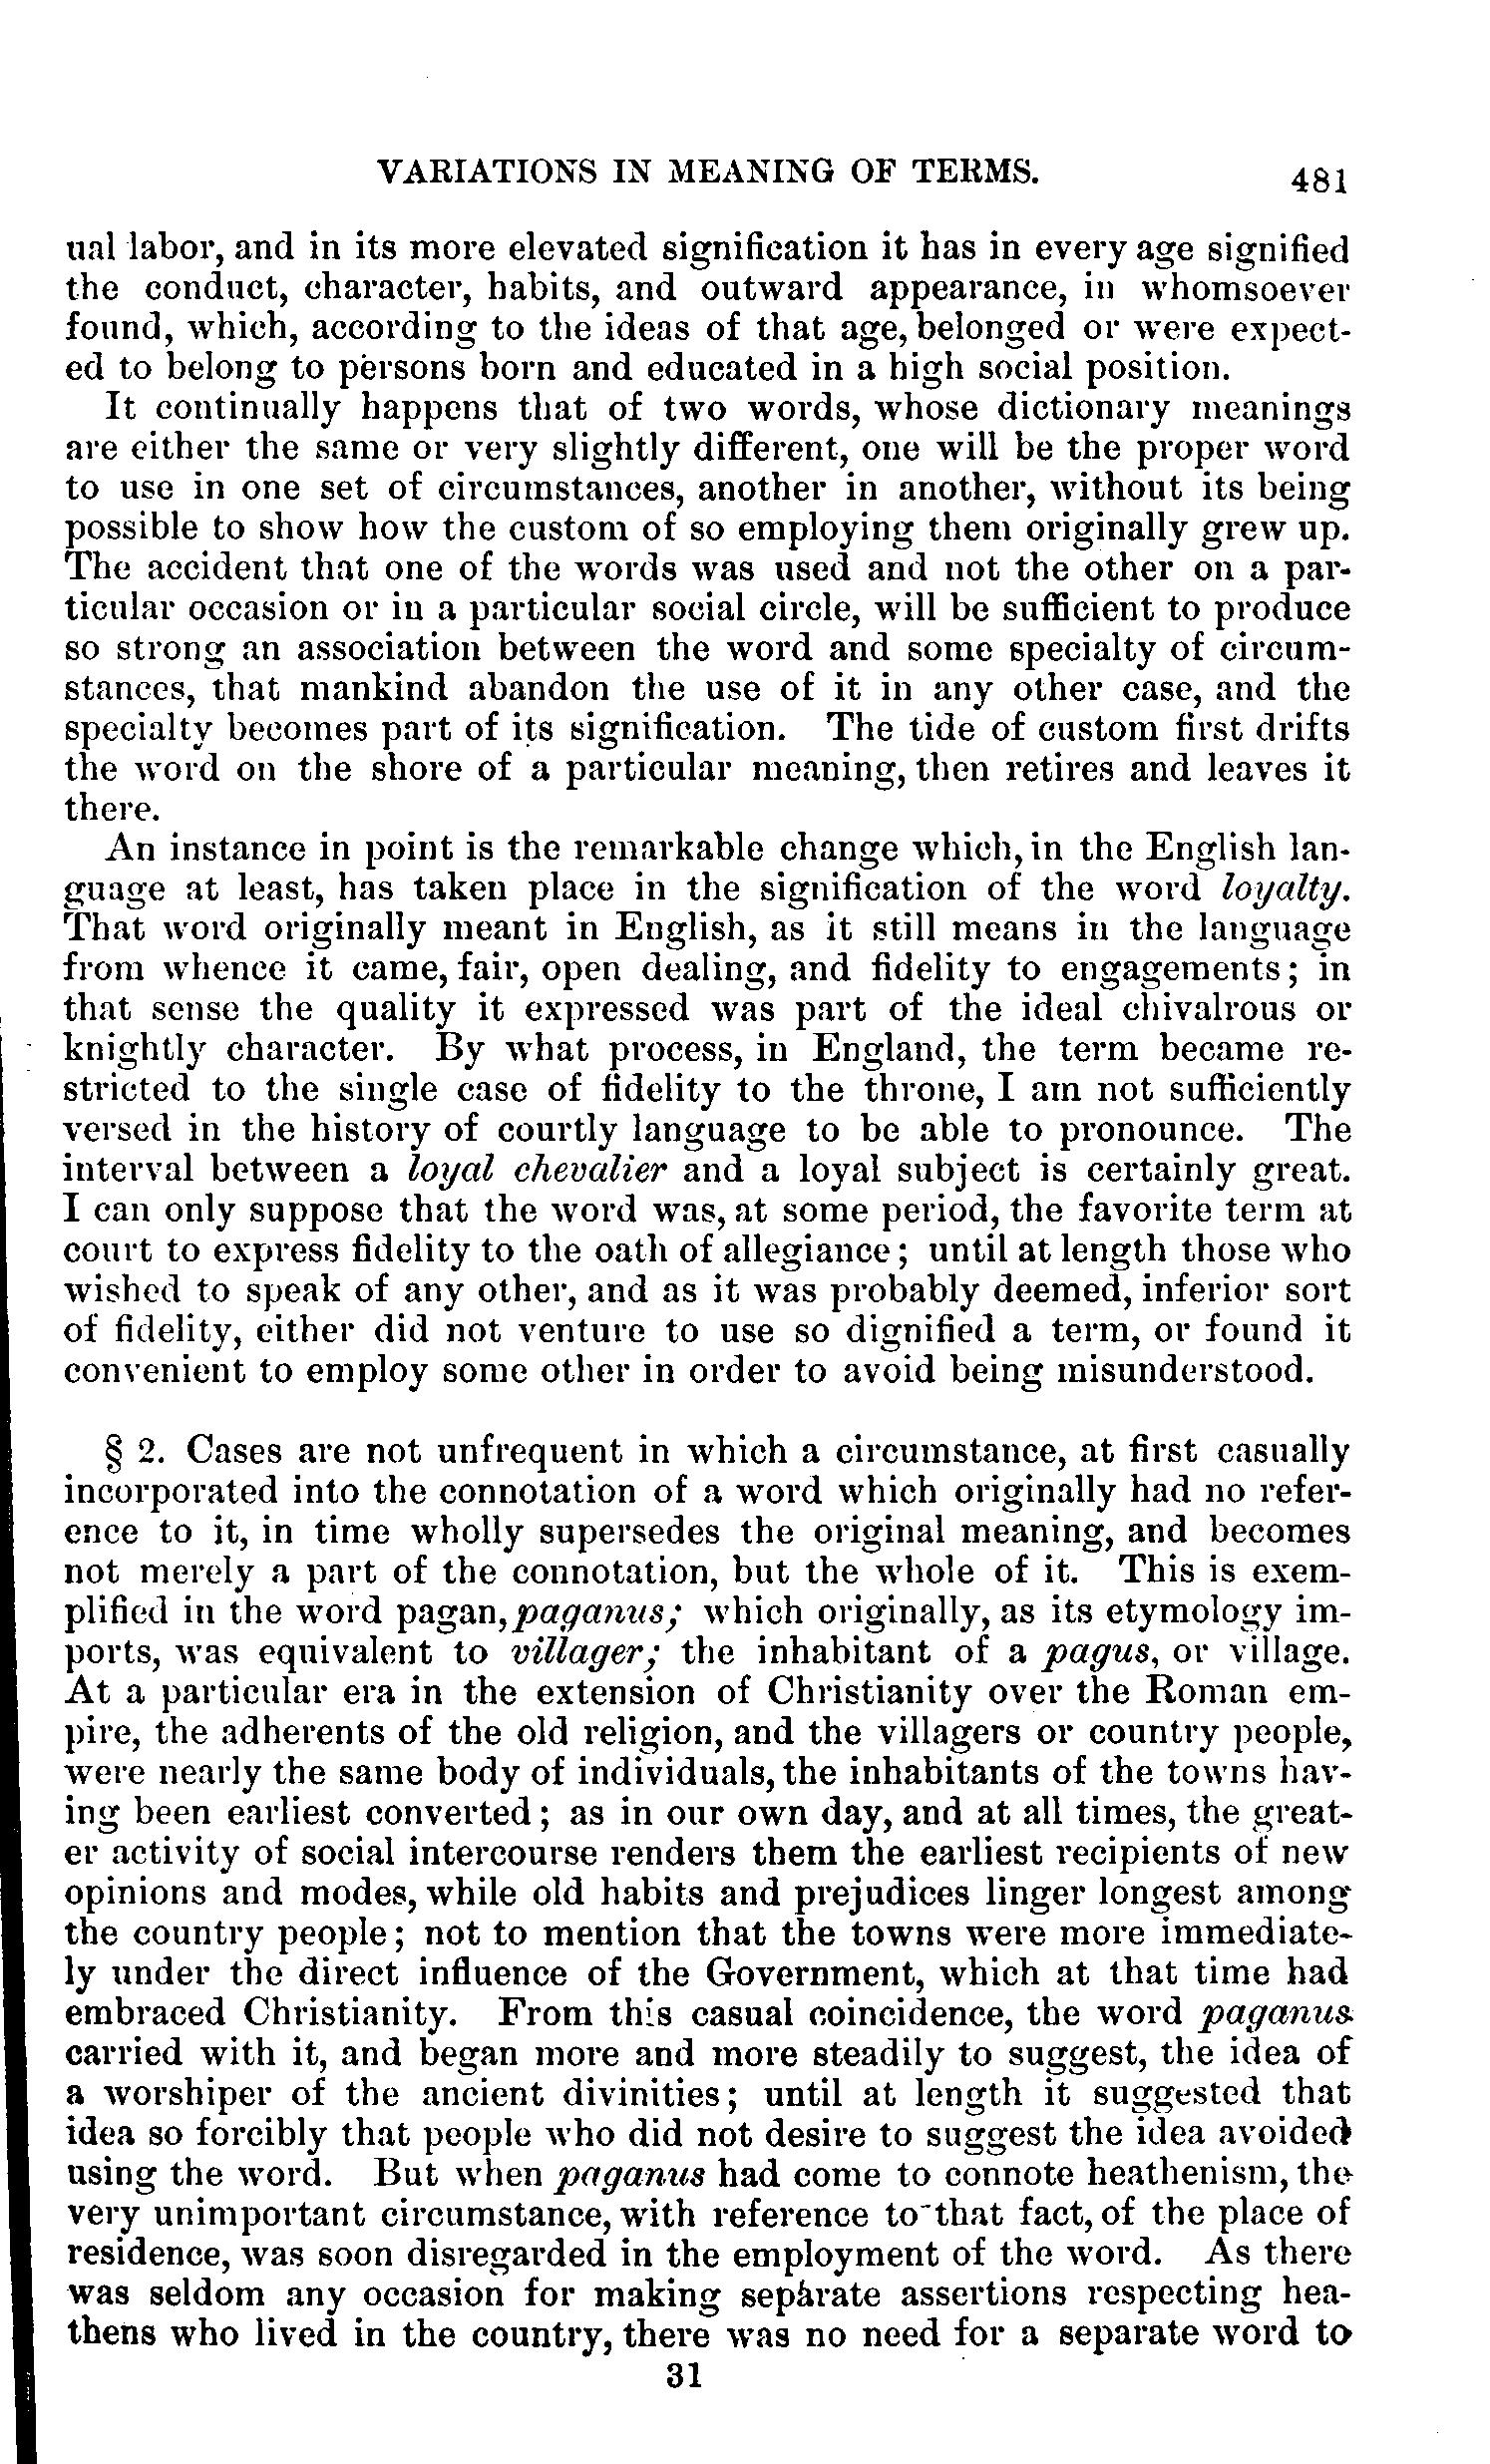 VARIATIONS IN MEANING OF TERMS. 481
ual labor, and in its more elevated signification it has in every age signified
the conduct, character, habits, and outward appearance, in whomsoever
found, which, according to the ideas of that age, belonged or were expect-
ed to belong to persons born and educated in a high social position.
It continually happens that of two words, whose dictionary meanings
are either the same or very slightly different, one will be the proper word
to use in one set of circumstances, another in another, without its being
possible to show how the custom of so employing them originally grew up.
The accident that one of the words was used and not the other on a par-
ticular occasion or in a particular social circle, will be sufficient to produce
so strong an association between the word and some specialty of circum-
stances, that mankind abandon the use of it in any other case, and the
specialty becomes part of its signification. The tide of custom first drifts
the word on the shore of a particular meaning, then retires and leaves it
there.
An instance in point is the remarkable change which, in the English lan-
guage at least, has taken place in the signification of the word loyalty.
That word originally meant in English, as it still means in the language
from whence it came, fair, open dealing, and fidelity to engagements; in
that sense the quality it expressed was part of the ideal chivalrous or
knightly character. By what process, in England, the term became re-
stricted to the single case of fidelity to the throne, I am not sufficiently
versed in the history of courtly language to be able to pronounce. The
interval between a loyal chevalier and a loyal subject is certainly great.
I can only suppose that the word was, at some period, the favorite term at
court to express fidelity to the oath of allegiance; until at length those who
wished to speak of any other, and as it was probably deemed, inferior sort
of fidelity, either did not venture to use so dignified a term, or found it
convenient to employ some other in order to avoid being misunderstood.
§ 2. Cases are not unfrequent in which a circumstance, at first casually
incorporated into the connotation of a word which originally had no refer-
ence to it, in time wholly supersedes the original meaning, and becomes
not merely a part of the connotation, but the whole of it. This is exem-
plified in the word pagan, paganus; which originally, as its etymology im-
ports, was equivalent to villager; the inhabitant of a pagus, or village.
At a particular era in the extension of Christianity over the Roman em-
pire, the adherents of the old religion, and the villagers or country people,
were nearly the same body of individuals, the inhabitants of the towns hav-
ing been earliest converted; as in our own day, and at all times, the great-
er activity of social intercourse renders them the earliest recipients of new
opinions and modes, while old habits and prejudices linger longest among
the country people; not to mention that the towns were more immediate-
ly under the direct influence of the Government, which at that time had
embraced Christianity. From this casual coincidence, the word paganus
carried with it, and began more and more steadily to suggest, the idea of
a worshiper of the ancient divinities; until at length it suggested that
idea so forcibly that people who did not desire to suggest the idea avoided
using the word. But when paganus had come to connote heathenism, the
very unimportant circumstance, with reference to that fact, of the place of
residence, was soon disregarded in the employment of the word. As there
was seldom any occasion for making separate assertions respecting hea-
thens who lived in the country, there was no need for a separate word to
31